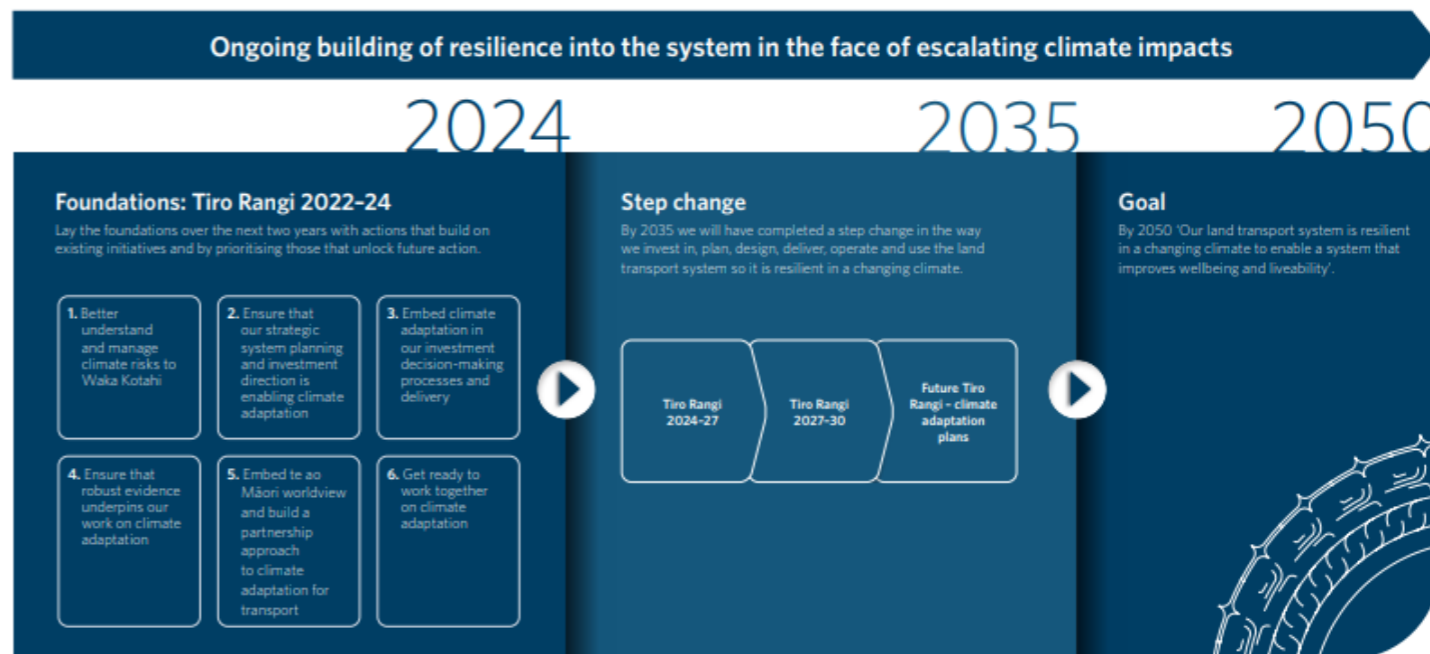 Ongoing building of resilience into the system in the face of escalating climate impacts
2024
2035
2050
Foundations: Tiro Rangi 2022–24
Lay the foundations over the next two years with actions that build on
existing initiatives and by prioritising those that unlock future action.
1. Better
understand
and manage
climate risks to
Waka Kotahi
2. Ensure that
our strategic
system planning
and investment
direction is
enabling climate
adaptation
3. Embed climate
adaptation in
our investment
decision-making
processes and
delivery
4. Ensure that
robust evidence
underpins our
work on climate
adaptation
5. Embed te ao
Māori worldview
and build a
partnership
approach
to climate
adaptation for
transport
6. Get ready to
work together
on climate
adaptation
Step change
By 2035 we will have completed a step change in the way
we invest in, plan, design, deliver, operate and use the land
transport system so it is resilient in a changing climate.
Tiro Rangi
2024–27
Tiro Rangi
2027–30
Future Tiro
Rangi – climate
adaptation
plans
Goal
By 2050 ‘Our land transport system is resilient
in a changing climate to enable a system that
improves wellbeing and liveability’.